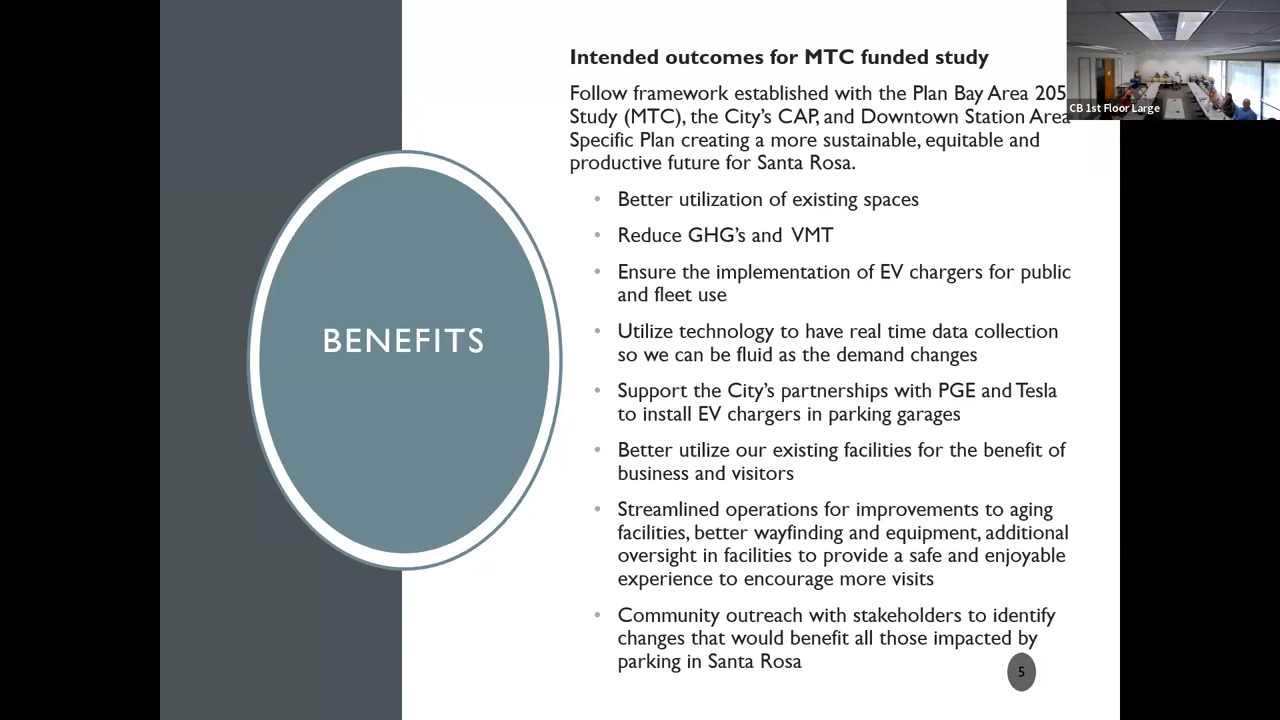 Intended outcomes for MTC funded study
Follow framework established with the Plan Bay Area 205
Study (MTC), the City's CAP, and Downtown Station Area
Specific Plan creating a more sustainable, equitable and
productive future for Santa Rosa.
• Better utilization of existing spaces
• Reduce GHG's and VMT
• Ensure the implementation of EV chargers for public
and fleet use
• Utilize technology to have real time data collection
so we can be fluid as the demand changes
• Support the City's partnerships with PGE and Tesla
to install EV chargers in parking garages
• Better utilize our existing facilities for the benefit of
business and visitors
• Streamlined operations for improvements to aging
facilities, better wayfinding and equipment, additional
oversight in facilities to provide a safe and enjoyable
experience to encourage more visits
• Community outreach with stakeholders to identify
changes that would benefit all those impacted by
parking in Santa Rosa
BENEFITS
5
CB 1st Floor Large